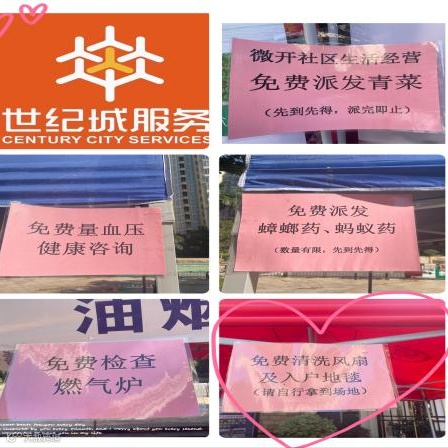 世纪城服务
CENTURY CITY SERVICES
微开社区生活经营
免费派发青菜
（先到先得，派完即止）
免费量血压
健康咨询
免费派发
蟑螂药、蚂蚁药
（数量有限，先到先得）
油烟
免费检查
燃气炉
免费清洗风扇
及入户地毯
（请自行拿到场地）